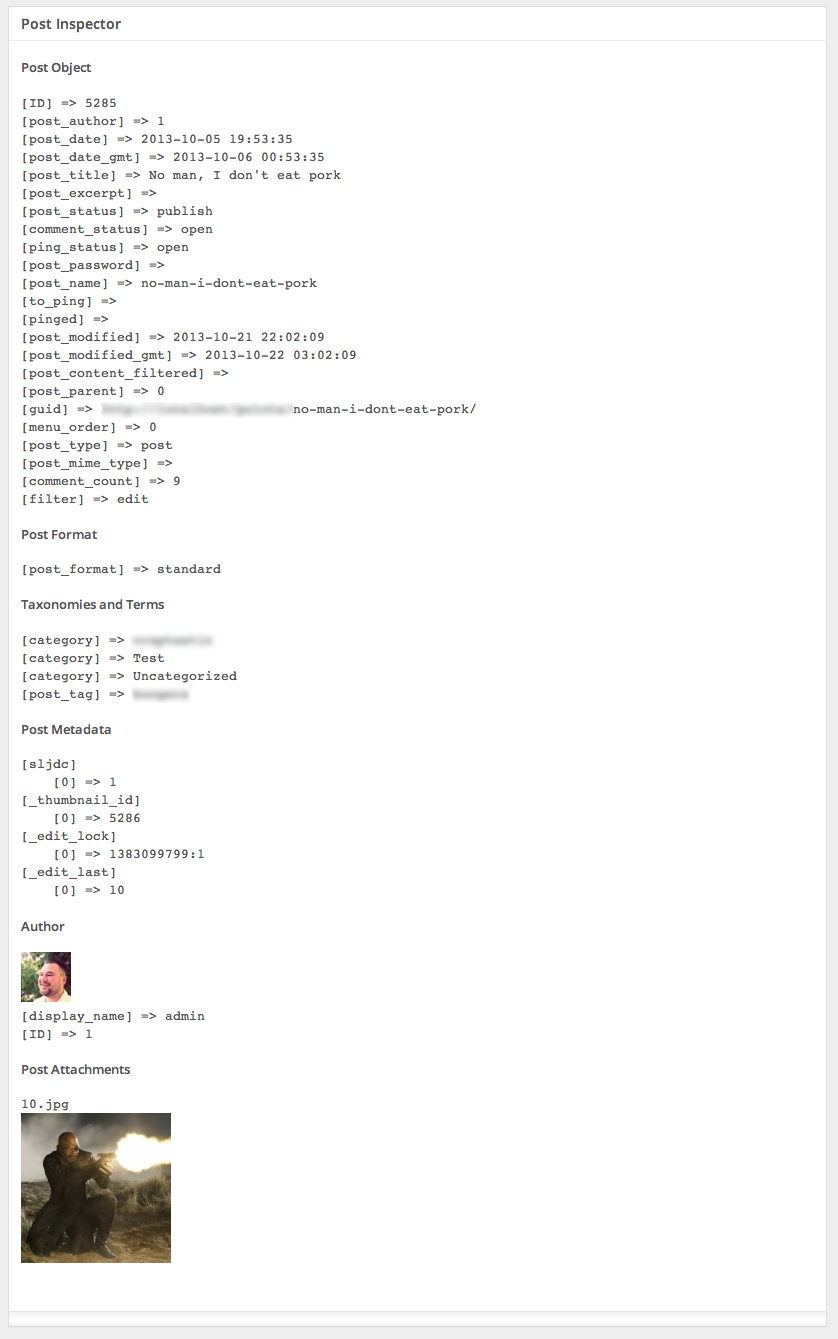 Post Inspector
Post Object
[ID] => 5285
[post_author] => 1
[post_date] => 2013-10-05 19:53:35
[post_date_gmt] => 2013-10-06 00:53:35
[post_title] => No man, I don't eat pork
[post_excerpt] =>
[post_status] => publish
[comment_status] => open
[ping_status] => open
[post_password] =>
[post_name] => no-man-i-dont-eat-pork
[to_ping] =>
[pinged] =>
[post_modified] => 2013-10-21 22:02:09
[post_modified_gmt] => 2013-10-22 03:02:09
[post_content_filtered] =>
[post_parent] => 0
[guid] => no-man-i-dont-eat-pork/
[menu_order] => 0
[post_type] => post
[post_mime_type] =>
[comment_count] => 9
[filter] => edit
Post Format
[post_format] => standard
Taxonomies and Terms
[category] =>
[category] => Test
[category] => Uncategorized
[post_tag] =>
Post Metadata
[sljdc]
[0] => 1
[_thumbnail_id]
[0] => 5286
[_edit_lock]
[0] => 1383099799:1
[_edit_last]
[0] => 10
Author
[display_name] => admin
[ID] => 1
Post Attachments
10.jpg